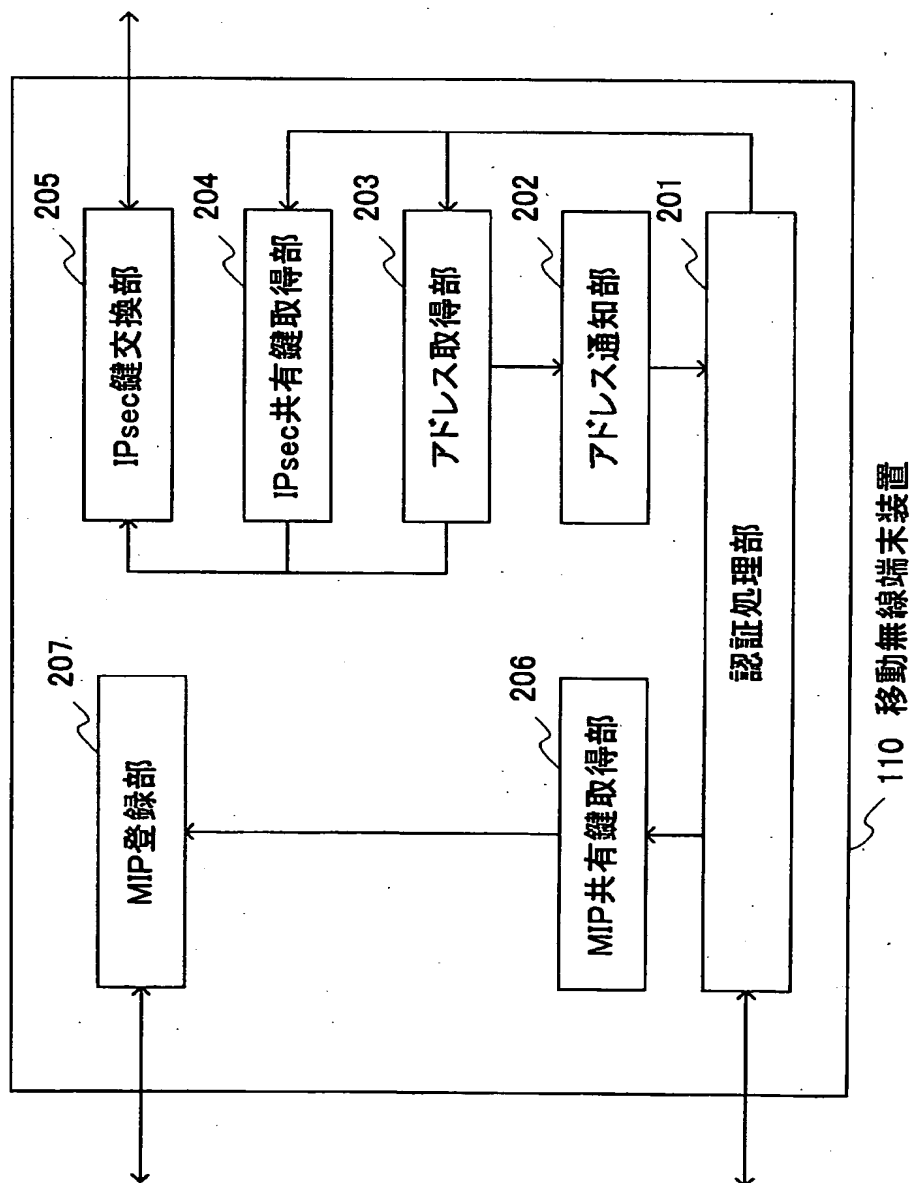 205
IPsec鍵交換部
204
IPsec共有鍵取得部
203
アドレス取得部
202
アドレス通知部
201
認証処理部
207
MIP登録部
206
MIP共有鍵取得部
110 移動無線端末装置